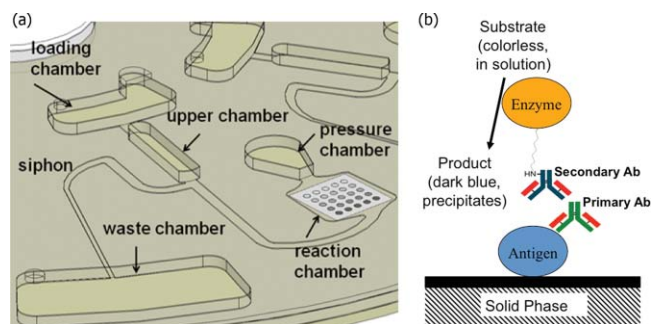 (a)
loading
chamber
upper chamber
pressure
chamber
siphon
waste chamber
reaction
chamber
(b)
Substrate
(colorless,
in solution)
Enzyme
Product
(dark blue,
precipitates)
HN
Secondary Ab
Primary Ab
Antigen
Solid Phase